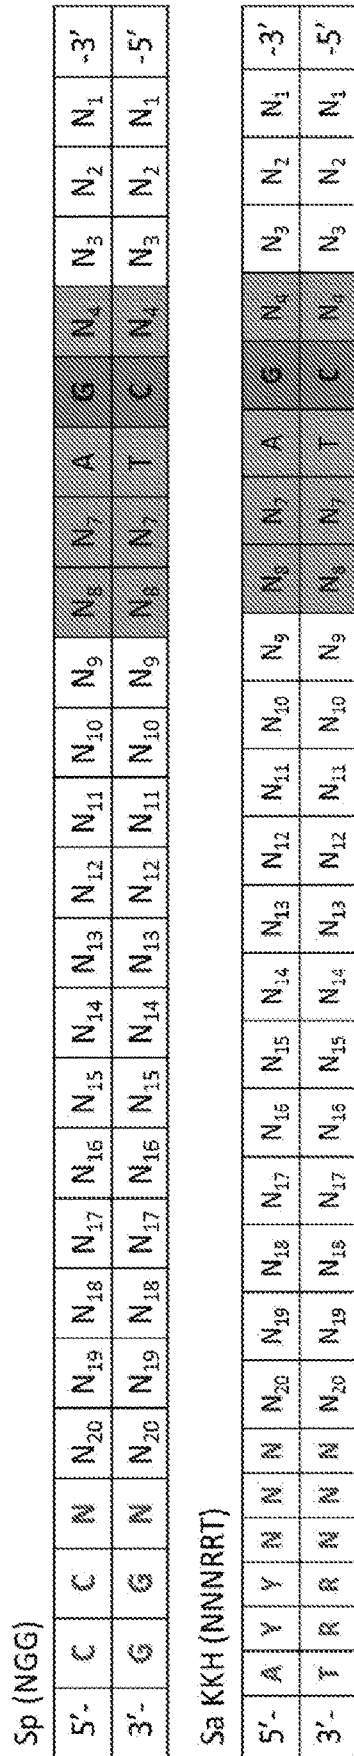 Sp (NGG)
5'- C C N N20 N19 N18 N17 N16 N15 N14 N13 N12 N11 N10 N9 N8 N7 A G N4 N3 N2 N1 -3'
3'- G G N N20 N19 N18 N17 N16 N15 N14 N13 N12 N11 N10 N9 N8 N7 T C N4 N3 N2 N1 -5'
Sa KKH (NNNRRT)
5'- A Y Y N N N N20 N19 N18 N17 N16 N15 N14 N13 N12 N11 N10 N9 N8 N7 A G N4 N3 N2 N1 -3'
3'- T R R N N N N20 N19 N18 N17 N16 N15 N14 N13 N12 N11 N10 N9 N8 N7 T C N4 N3 N2 N1 -5'